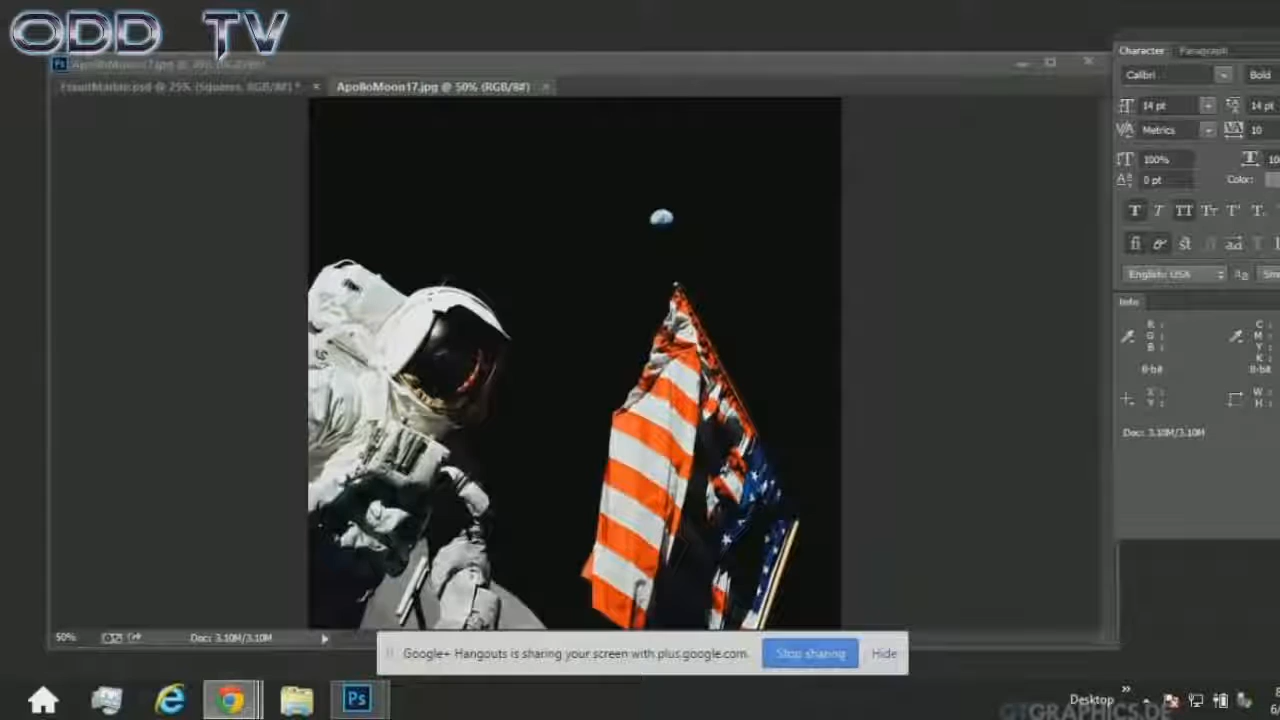 ODD TV
ApolloMoon17.jpg @ 50% (RGB/8#)
Character
Paragraph
Calibri
Bold
14 pt
14 pt
Metrics
10
100%
0 pt
Color:
English: USA
Info
R:
G:
B:
C:
M:
Y:
K:
8-bit
8-bit
X:
Y:
W:
H:
Doc: 3.10M/3.10M
50%
Doc: 3.10M/3.10M
Google+ Hangouts is sharing your screen with plus.google.com.
Stop sharing
Hide
Ps
Desktop